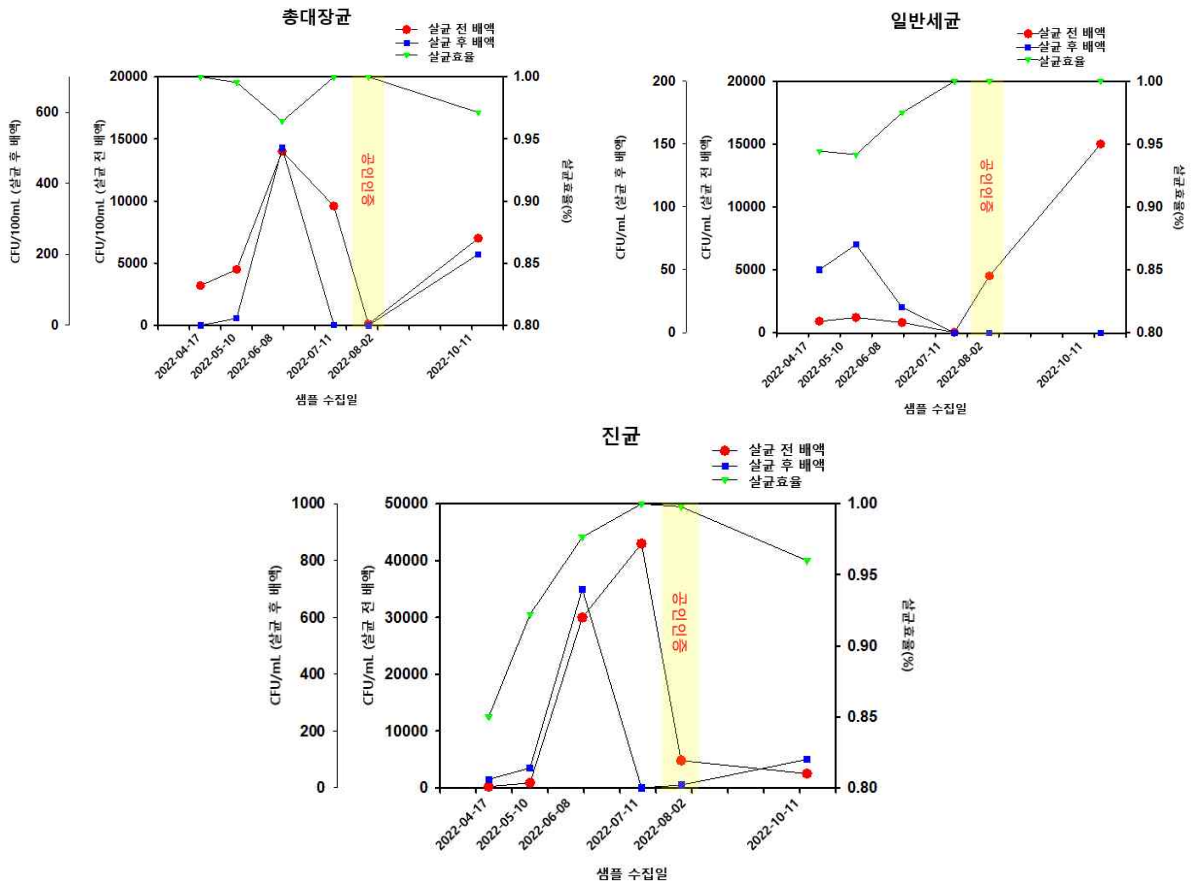 총대장균
살균 전 배액
살균 후 배액
살균효율
CFU/100mL (살균 후 배액)
600
400
200
0
CFU/100mL (살균 전 배액)
20000
15000
10000
5000
0
공인인증
1.00
0.95
0.90
0.85
0.80
살균효율(%)
2022-04-17
2022-05-10
2022-06-08
2022-07-11
2022-08-02
2022-10-11
샘플 수집일
일반세균
살균 전 배액
살균 후 배액
살균효율
CFU/mL (살균 후 배액)
200
150
100
50
0
CFU/mL (살균 전 배액)
20000
15000
10000
5000
0
공인인증
1.00
0.95
0.90
0.85
0.80
살균효율(%)
2022-04-17
2022-05-10
2022-06-08
2022-07-11
2022-08-02
2022-10-11
샘플 수집일
진균
살균 전 배액
살균 후 배액
살균효율
CFU/mL (살균 후 배액)
1000
800
600
400
200
0
CFU/mL (살균 전 배액)
50000
40000
30000
20000
10000
0
공인인증
1.00
0.95
0.90
0.85
0.80
살균효율(%)
2022-04-17
2022-05-10
2022-06-08
2022-07-11
2022-08-02
2022-10-11
샘플 수집일